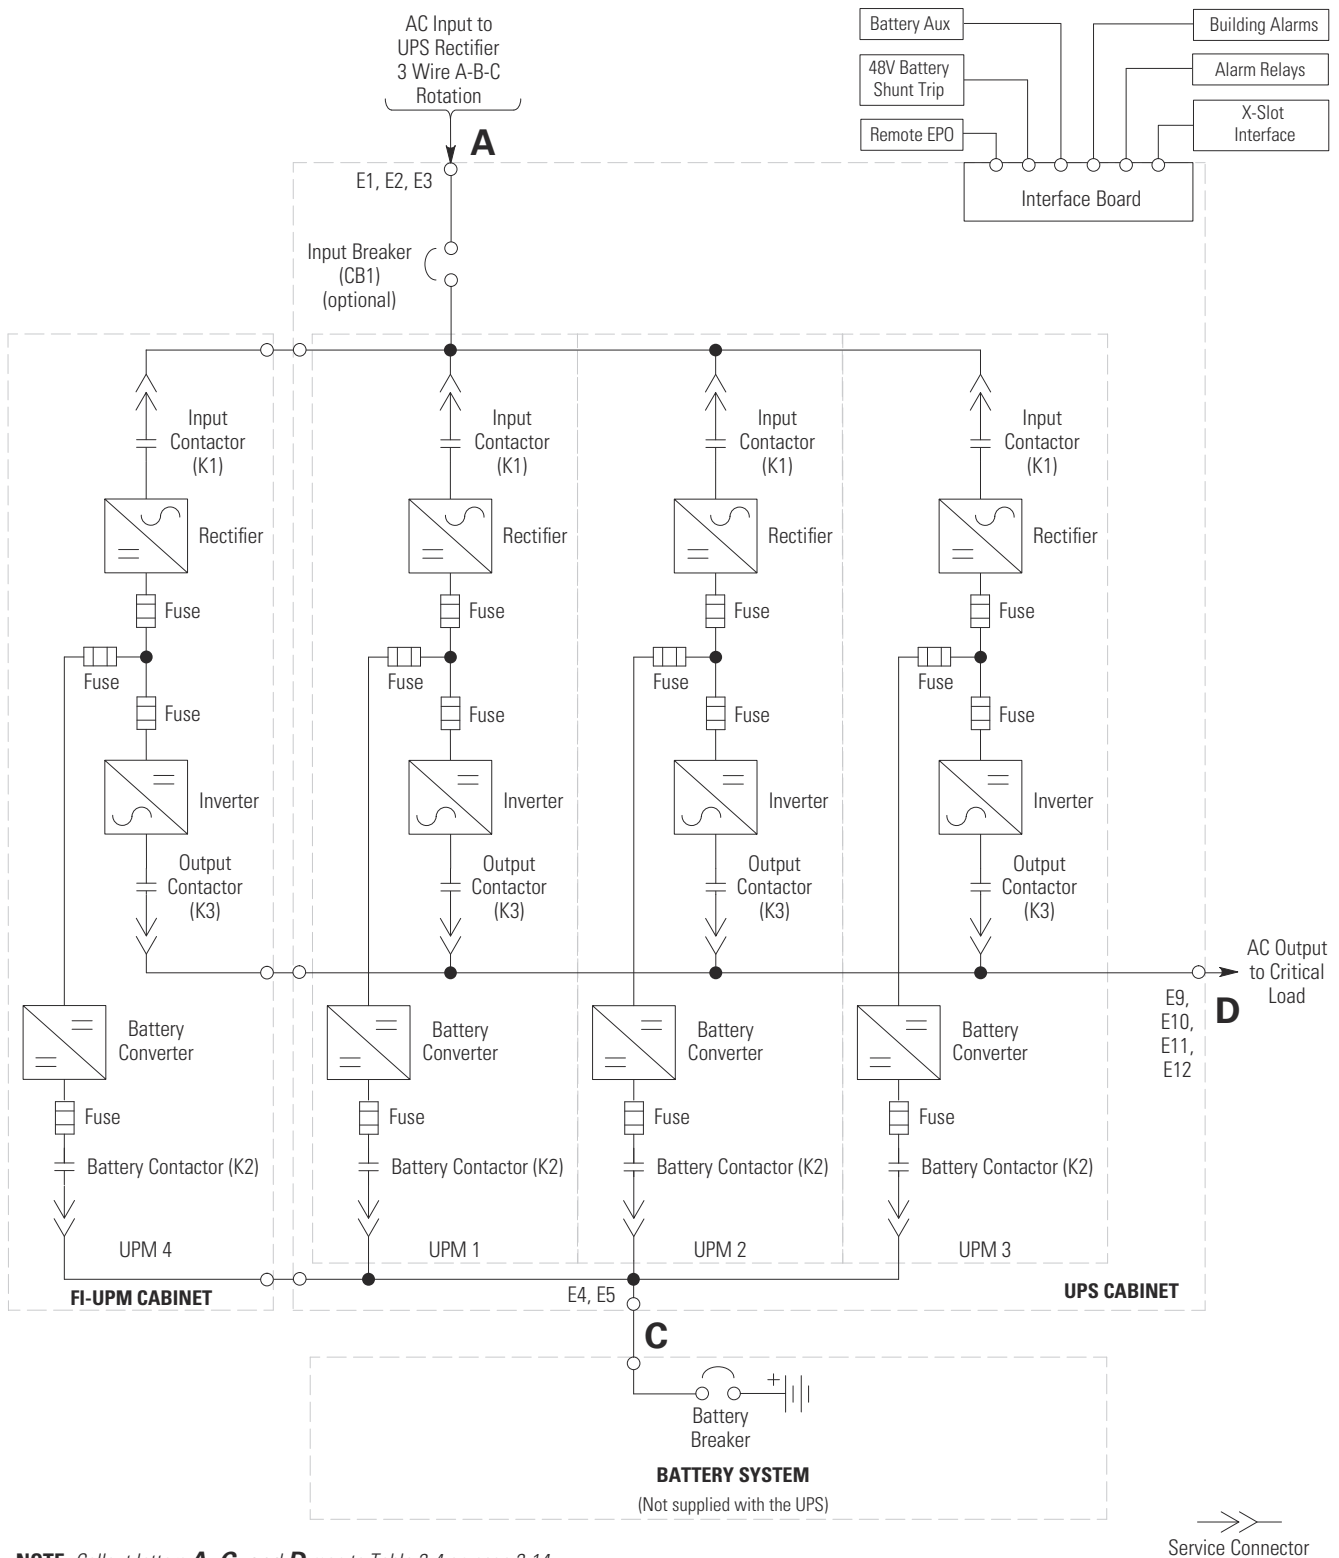 AC Input to
UPS Rectifier
3 Wire A-B-C
Rotation
A
E1, E2, E3
Battery Aux
48V Battery
Shunt Trip
Remote EPO
Building Alarms
Alarm Relays
X-Slot
Interface
Interface Board
Input Breaker
(CB1)
(optional)
Input
Contactor
(K1)
Input
Contactor
(K1)
Input
Contactor
(K1)
Input
Contactor
(K1)
Rectifier
Rectifier
Rectifier
Rectifier
Fuse
Fuse
Fuse
Fuse
Fuse
Fuse
Fuse
Fuse
Fuse
Fuse
Fuse
Fuse
Inverter
Inverter
Inverter
Inverter
Output
Contactor
(K3)
Output
Contactor
(K3)
Output
Contactor
(K3)
Output
Contactor
(K3)
AC Output
to Critical
Load
D
E9,
E10,
E11,
E12
Battery
Converter
Battery
Converter
Battery
Converter
Battery
Converter
Fuse
Fuse
Fuse
Fuse
Battery Contactor (K2)
Battery Contactor (K2)
Battery Contactor (K2)
Battery Contactor (K2)
UPM 4
UPM 1
UPM 2
UPM 3
FI-UPM CABINET
E4, E5
UPS CABINET
C
+
Battery
Breaker
BATTERY SYSTEM
(Not supplied with the UPS)
Service Connector